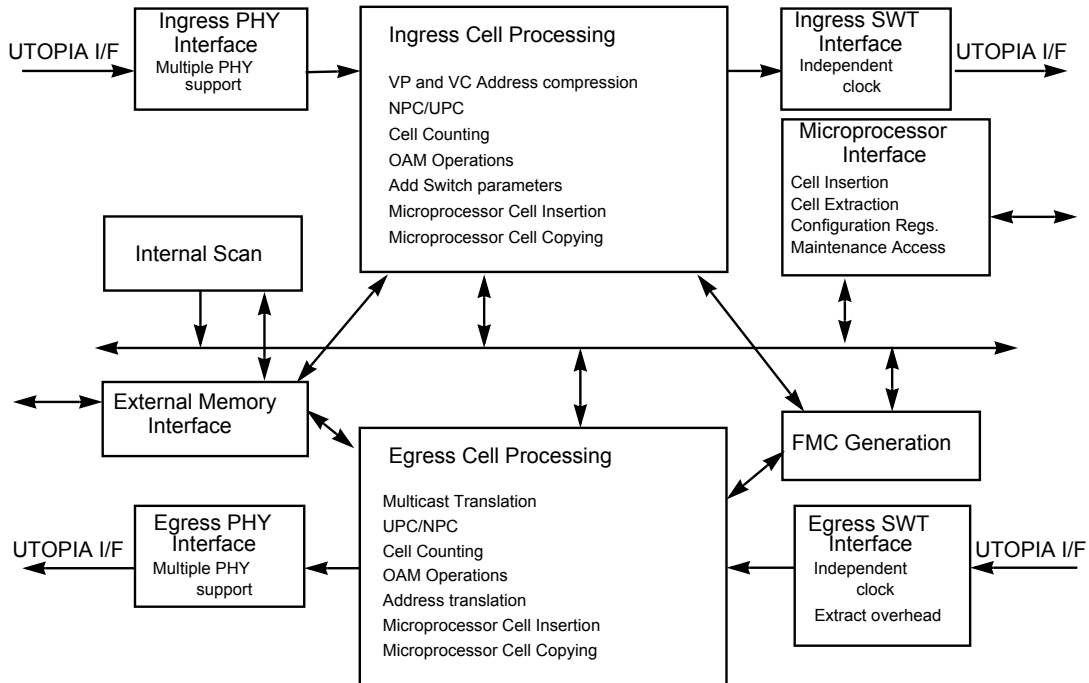 UTOPIA I/F
Ingress PHY
Interface
Multiple PHY
support
Ingress Cell Processing
VP and VC Address compression
NPC/UPC
Cell Counting
OAM Operations
Add Switch parameters
Microprocessor Cell Insertion
Microprocessor Cell Copying
Ingress SWT
Interface
Independent
clock
UTOPIA I/F
Microprocessor
Interface
Cell Insertion
Cell Extraction
Configuration Regs.
Maintenance Access
Internal Scan
External Memory
Interface
FMC Generation
Egress Cell Processing
Multicast Translation
UPC/NPC
Cell Counting
OAM Operations
Address translation
Microprocessor Cell Insertion
Microprocessor Cell Copying
UTOPIA I/F
Egress PHY
Interface
Multiple PHY
support
Egress SWT
Interface
Independent
clock
Extract overhead
UTOPIA I/F